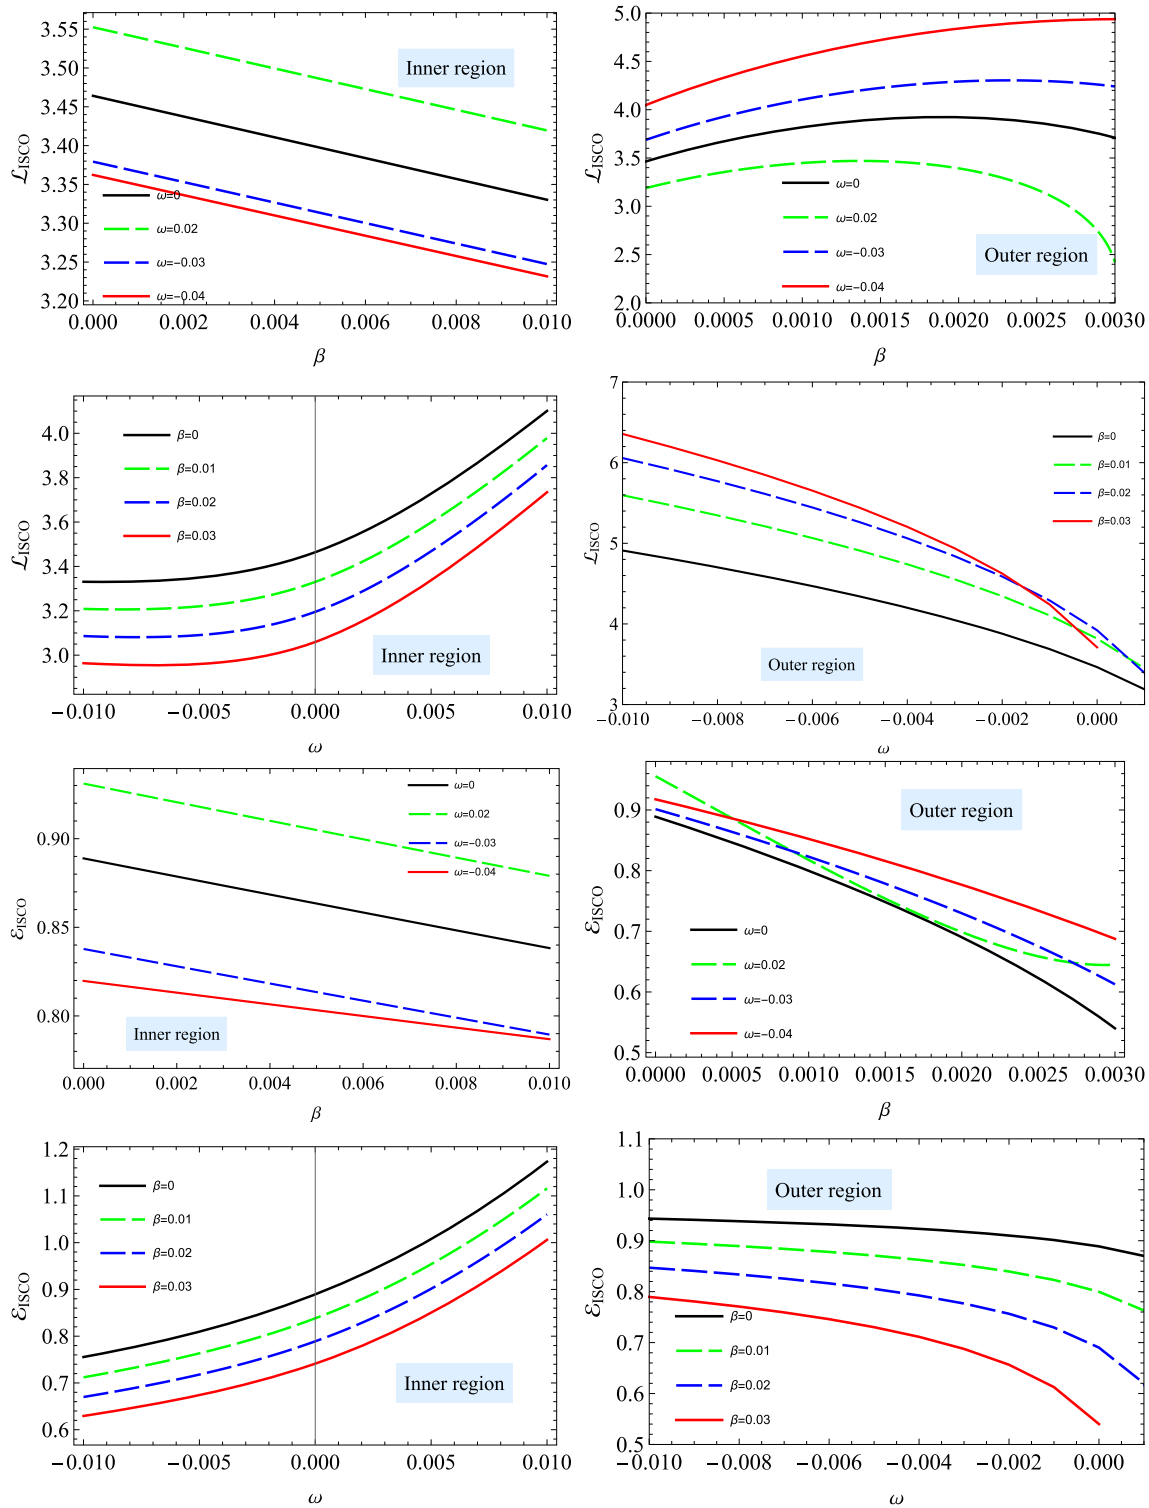 3.55
3.50
3.45
3.40
3.35
3.30
3.25
3.20
ℒISCO
Inner region
ω=0
ω=0.02
ω=-0.03
ω=-0.04
0.000 0.002 0.004 0.006 0.008 0.010
β
5.0
4.5
4.0
3.5
3.0
2.5
2.0
ℒISCO
ω=0
ω=0.02
ω=-0.03
ω=-0.04
Outer region
0.0000 0.0005 0.0010 0.0015 0.0020 0.0025 0.0030
β
4.0
3.8
3.6
3.4
3.2
3.0
ℒISCO
β=0
β=0.01
β=0.02
β=0.03
Inner region
−0.010 −0.005 0.000 0.005 0.010
ω
7
6
5
4
3
ℒISCO
β=0
β=0.01
β=0.02
β=0.03
Outer region
−0.010 −0.008 −0.006 −0.004 −0.002 0.000
ω
0.90
0.85
0.80
ℰISCO
ω=0
ω=0.02
ω=-0.03
ω=-0.04
Inner region
0.000 0.002 0.004 0.006 0.008 0.010
β
0.9
0.8
0.7
0.6
0.5
ℰISCO
Outer region
ω=0
ω=0.02
ω=-0.03
ω=-0.04
0.0000 0.0005 0.0010 0.0015 0.0020 0.0025 0.0030
β
1.2
1.1
1.0
0.9
0.8
0.7
0.6
ℰISCO
β=0
β=0.01
β=0.02
β=0.03
Inner region
−0.010 −0.005 0.000 0.005 0.010
ω
1.1
1.0
0.9
0.8
0.7
0.6
0.5
ℰISCO
Outer region
β=0
β=0.01
β=0.02
β=0.03
−0.010 −0.008 −0.006 −0.004 −0.002 0.000
ω